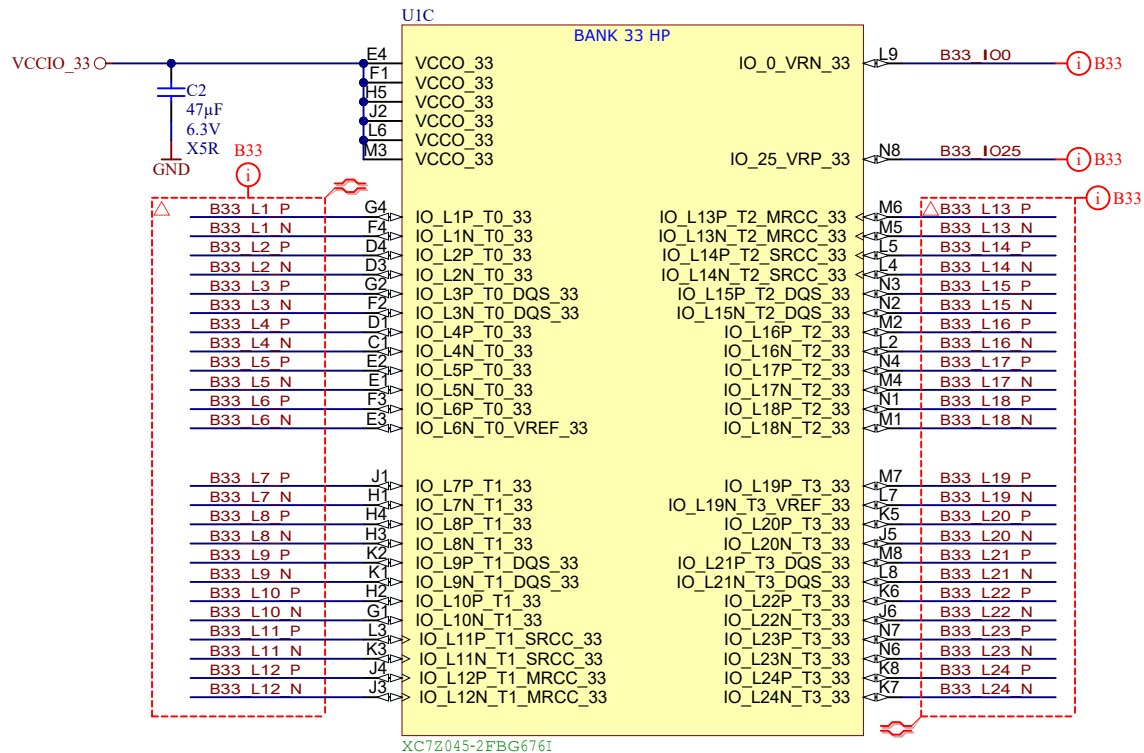 U1C
BANK 33 HP
VCCIO_33 E4 VCCO_33 IO_0_VRN_33 L9 B33_IO0 i B33
F1 VCCO_33
C2 H5 VCCO_33
47µF J2 VCCO_33
6.3V L6 VCCO_33
X5R M3 VCCO_33 IO_25_VRP_33 N8 B33_IO25 i B33
GND
B33 i
i B33
B33_L1_P G4 IO_L1P_T0_33 IO_L13P_T2_MRCC_33 M6 B33_L13_P
B33_L1_N F4 IO_L1N_T0_33 IO_L13N_T2_MRCC_33 M5 B33_L13_N
B33_L2_P D4 IO_L2P_T0_33 IO_L14P_T2_SRCC_33 L5 B33_L14_P
B33_L2_N D3 IO_L2N_T0_33 IO_L14N_T2_SRCC_33 L4 B33_L14_N
B33_L3_P G2 IO_L3P_T0_DQS_33 IO_L15P_T2_DQS_33 N3 B33_L15_P
B33_L3_N F2 IO_L3N_T0_DQS_33 IO_L15N_T2_DQS_33 N2 B33_L15_N
B33_L4_P D1 IO_L4P_T0_33 IO_L16P_T2_33 M2 B33_L16_P
B33_L4_N C1 IO_L4N_T0_33 IO_L16N_T2_33 L2 B33_L16_N
B33_L5_P E2 IO_L5P_T0_33 IO_L17P_T2_33 N4 B33_L17_P
B33_L5_N E1 IO_L5N_T0_33 IO_L17N_T2_33 M4 B33_L17_N
B33_L6_P F3 IO_L6P_T0_33 IO_L18P_T2_33 N1 B33_L18_P
B33_L6_N E3 IO_L6N_T0_VREF_33 IO_L18N_T2_33 M1 B33_L18_N
B33_L7_P J1 IO_L7P_T1_33 IO_L19P_T3_33 M7 B33_L19_P
B33_L7_N H1 IO_L7N_T1_33 IO_L19N_T3_VREF_33 L7 B33_L19_N
B33_L8_P H4 IO_L8P_T1_33 IO_L20P_T3_33 K5 B33_L20_P
B33_L8_N H3 IO_L8N_T1_33 IO_L20N_T3_33 J5 B33_L20_N
B33_L9_P K2 IO_L9P_T1_DQS_33 IO_L21P_T3_DQS_33 M8 B33_L21_P
B33_L9_N K1 IO_L9N_T1_DQS_33 IO_L21N_T3_DQS_33 L8 B33_L21_N
B33_L10_P H2 IO_L10P_T1_33 IO_L22P_T3_33 K6 B33_L22_P
B33_L10_N G1 IO_L10N_T1_33 IO_L22N_T3_33 J6 B33_L22_N
B33_L11_P L3 IO_L11P_T1_SRCC_33 IO_L23P_T3_33 N7 B33_L23_P
B33_L11_N K3 IO_L11N_T1_SRCC_33 IO_L23N_T3_33 N6 B33_L23_N
B33_L12_P J4 IO_L12P_T1_MRCC_33 IO_L24P_T3_33 K8 B33_L24_P
B33_L12_N J3 IO_L12N_T1_MRCC_33 IO_L24N_T3_33 K7 B33_L24_N
XC7Z045-2FBG676I